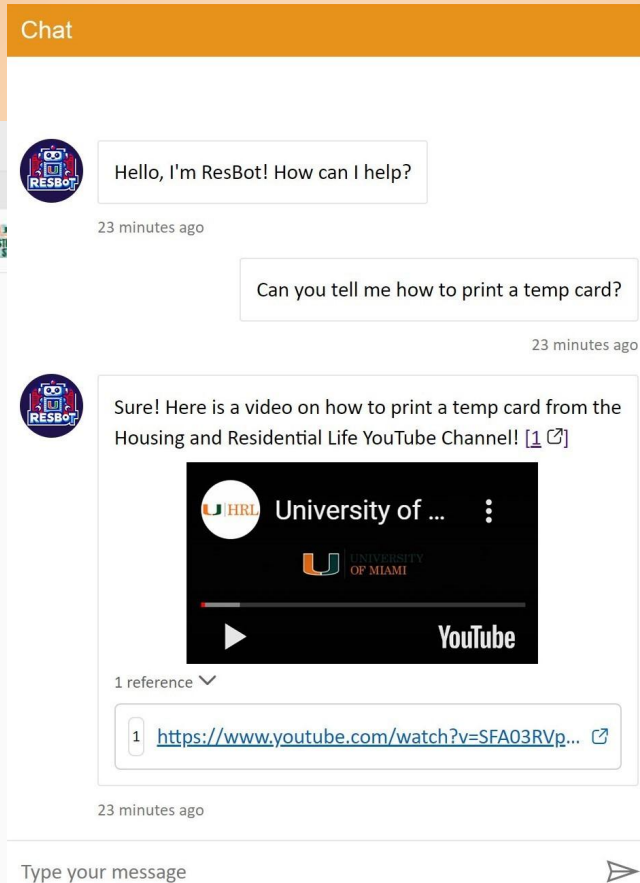 Chat
RESBOT
Hello, I'm ResBot! How can I help?
23 minutes ago
Can you tell me how to print a temp card?
23 minutes ago
RESBOT
Sure! Here is a video on how to print a temp card from the
Housing and Residential Life YouTube Channel! [1]
U HRL University of ...
UNIVERSITY
OF MIAMI
YouTube
1 reference
1 https://www.youtube.com/watch?v=SFA03RVp...
23 minutes ago
Type your message